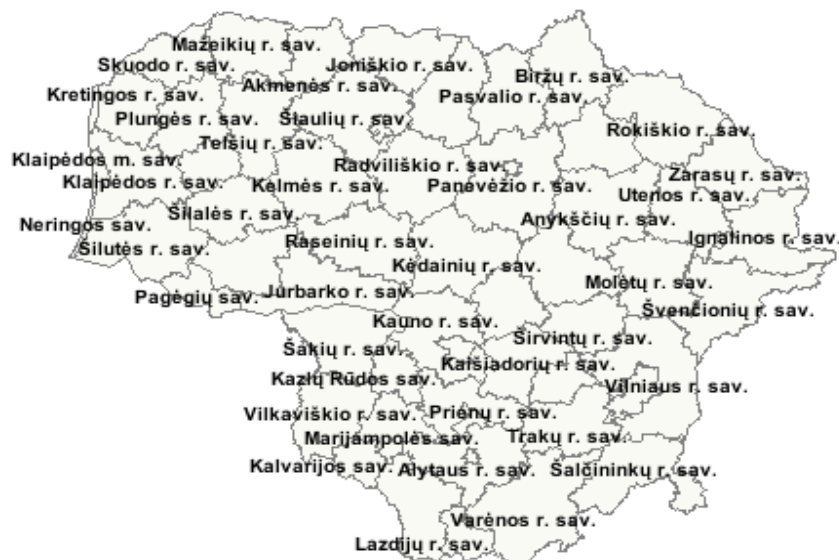 Mažeikių r. sav.
Skuodo r. sav.
Joniškio r. sav.
Akmenės r. sav.
Biržų r. sav.
Kretingos r. sav.
Pasvalio r. sav.
Plungės r. sav.
Šiaulių r. sav.
Rokiškio r. sav.
Telšių r. sav.
Klaipėdos m. sav.
Radviliškio r. sav.
Zarasų r. sav.
Klaipėdos r. sav.
Kelmės r. sav.
Panevėžio r. sav.
Utenos r. sav.
Šilalės r. sav.
Anykščių r. sav.
Neringos sav.
Ignalinos r. sav.
Šilutės r. sav.
Raseinių r. sav.
Kėdainių r. sav.
Molėtų r. sav.
Pagėgių sav.
Jurbarko r. sav.
Švenčionių r. sav.
Kauno r. sav.
Širvintų r. sav.
Šakių r. sav.
Kaišiadorių r. sav.
Kazlų Rūdos sav.
Vilniaus r. sav.
Vilkaviškio r. sav.
Prienų r. sav.
Marijampolės sav.
Trakų r. sav.
Kalvarijos sav.
Alytaus r. sav.
Šalčininkų r. sav.
Varėnos r. sav.
Lazdijų r. sav.